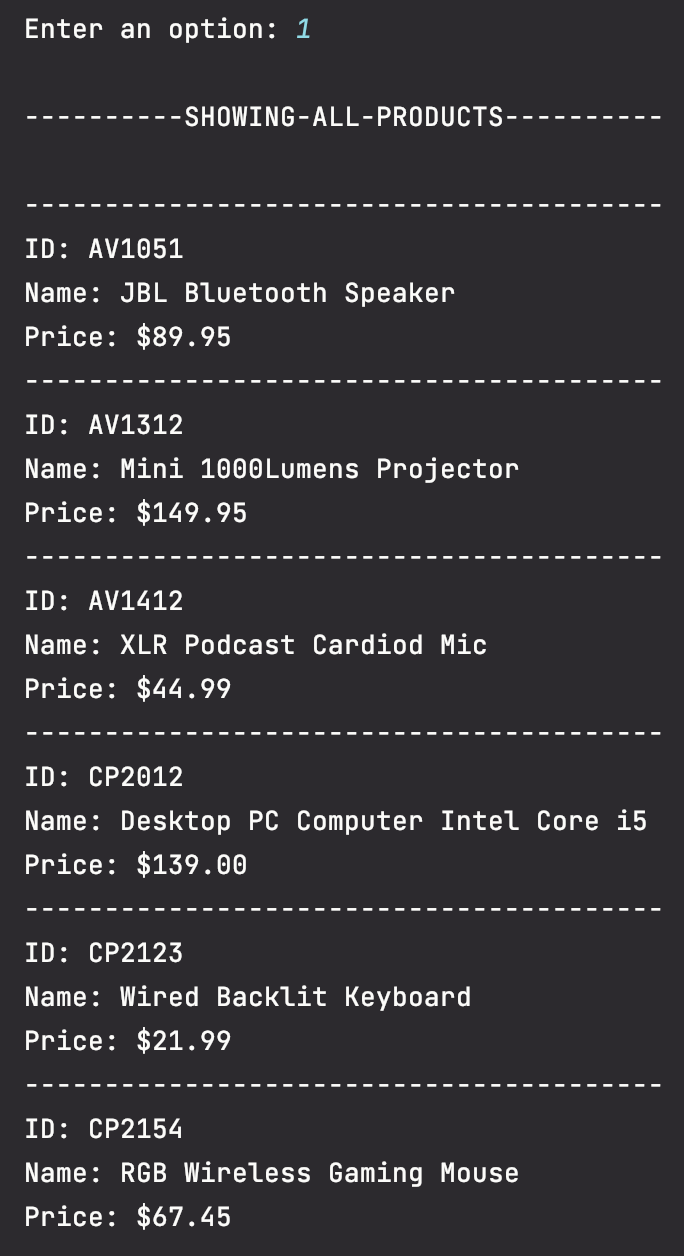 Enter an option: 1
----------SHOWING-ALL-PRODUCTS----------
----------------------------------------
ID: AV1051
Name: JBL Bluetooth Speaker
Price: $89.95
----------------------------------------
ID: AV1312
Name: Mini 1000Lumens Projector
Price: $149.95
----------------------------------------
ID: AV1412
Name: XLR Podcast Cardiod Mic
Price: $44.99
----------------------------------------
ID: CP2012
Name: Desktop PC Computer Intel Core i5
Price: $139.00
----------------------------------------
ID: CP2123
Name: Wired Backlit Keyboard
Price: $21.99
----------------------------------------
ID: CP2154
Name: RGB Wireless Gaming Mouse
Price: $67.45